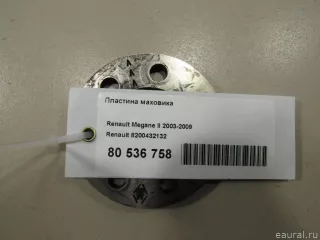 Пластина маховика
Renault Megane II 2003-2009
Renault 8200432132
80 536 758
eaural.ru